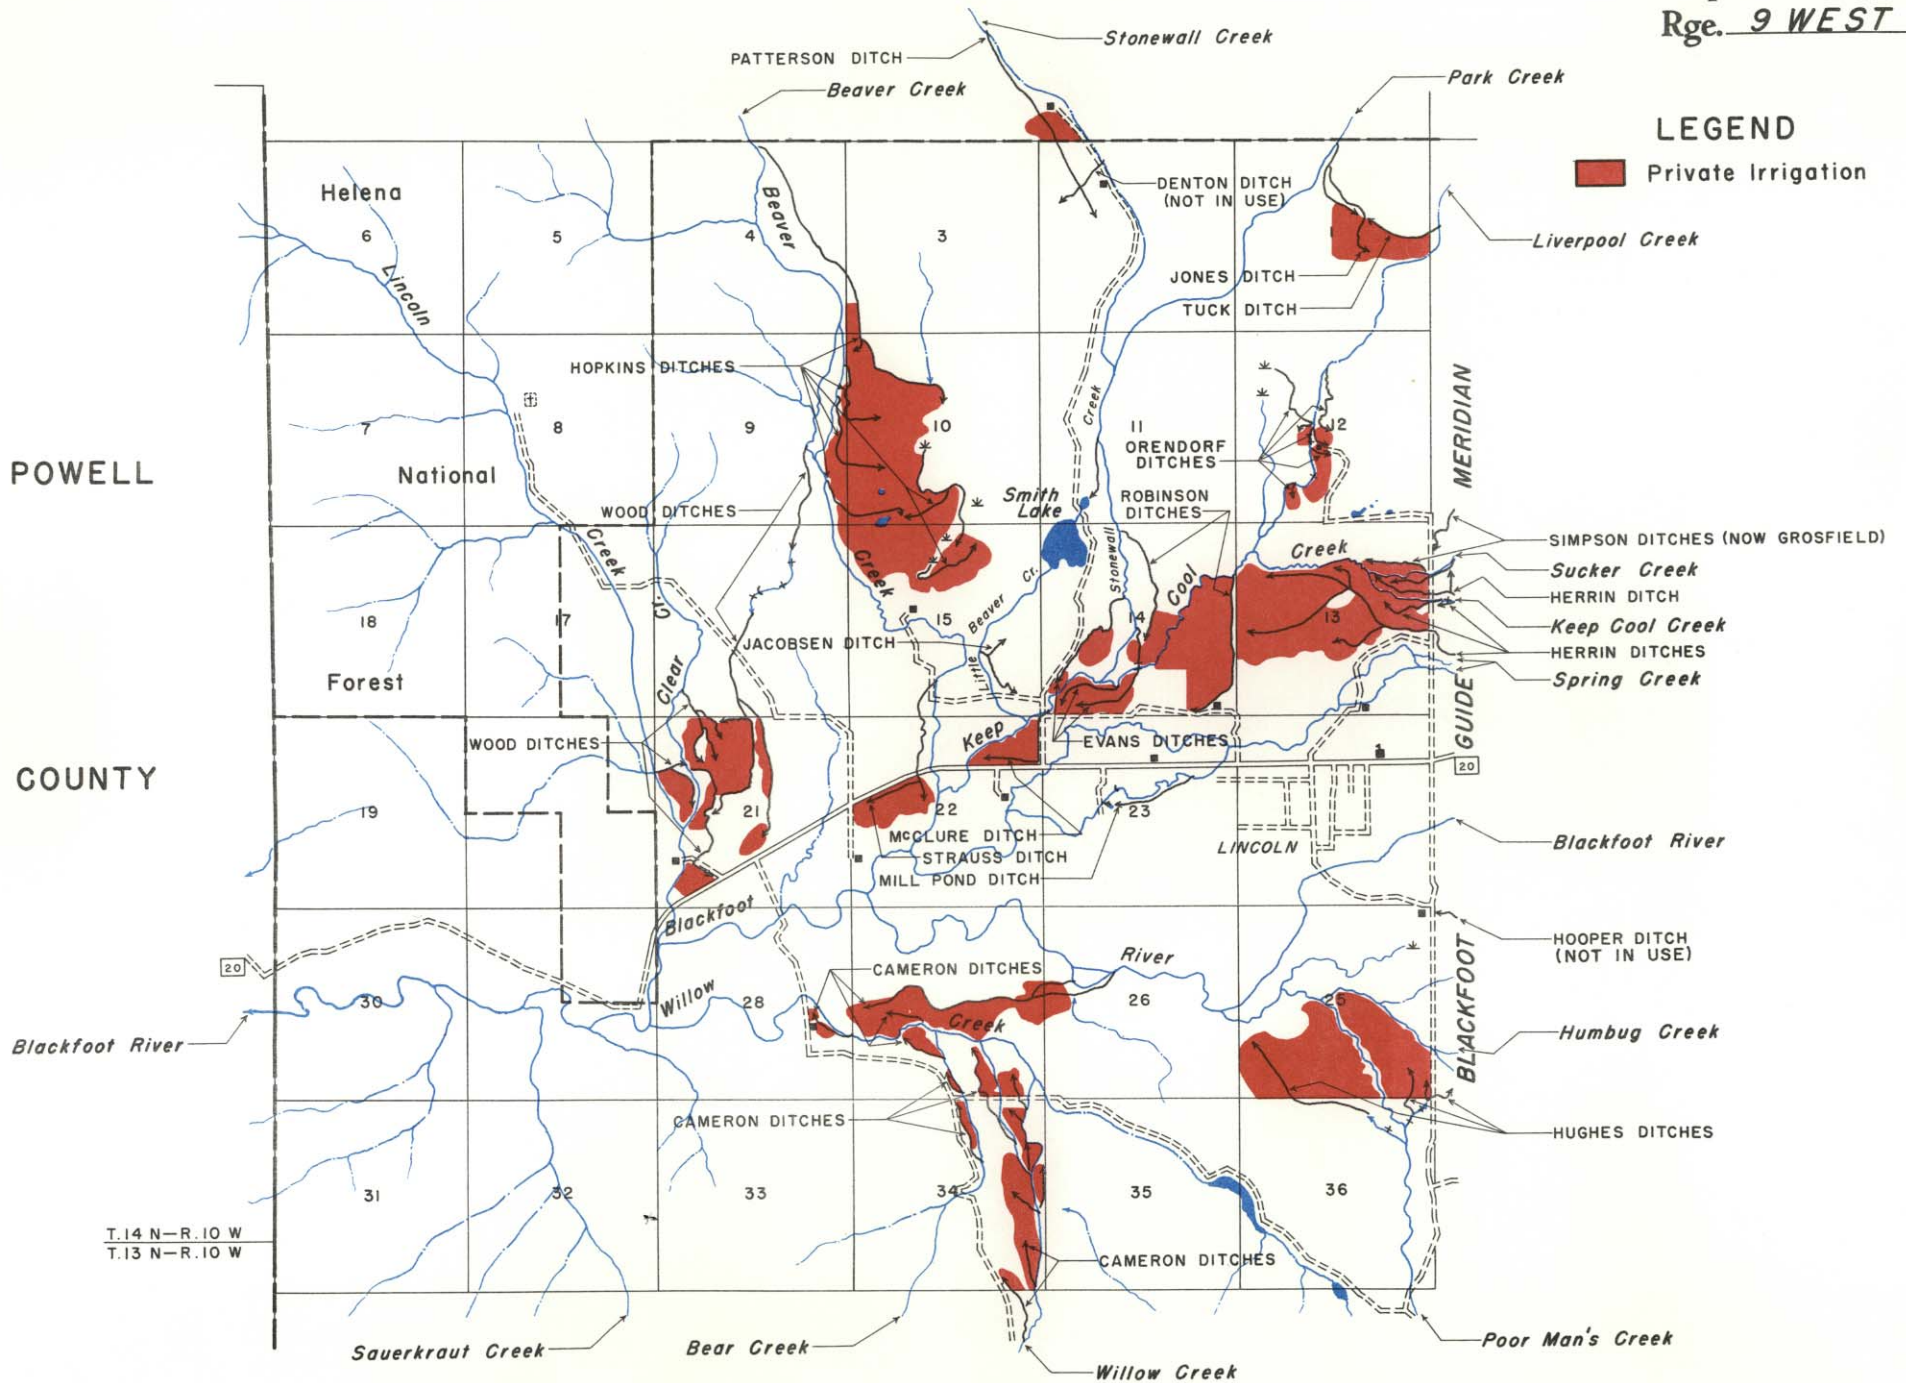 Rge. 9 WEST
Stonewall Creek
PATTERSON DITCH
Beaver Creek
Park Creek
LEGEND
Private Irrigation
Helena
6
5
4
3
1
Beaver
DENTON DITCH
(NOT IN USE)
Liverpool Creek
Lincoln
JONES DITCH
TUCK DITCH
HOPKINS DITCHES
Creek
MERIDIAN
7
8
9
10
11
12
ORENDORF
DITCHES
POWELL
National
Smith
Lake
ROBINSON
DITCHES
WOOD DITCHES
Creek
Creek
Stonewall
Creek
SIMPSON DITCHES (NOW GROSFIELD)
Sucker Creek
Cr.
Cool
HERRIN DITCH
Cr.
Beaver
18
17
15
14
13
Keep Cool Creek
JACOBSEN DITCH
HERRIN DITCHES
Little
Clear
Forest
Spring Creek
GUIDE
WOOD DITCHES
Keep
EVANS DITCHES
20
COUNTY
19
21
22
23
McCLURE DITCH
LINCOLN
Blackfoot River
STRAUSS DITCH
MILL POND DITCH
Blackfoot
HOOPER DITCH
(NOT IN USE)
BLACKFOOT
20
CAMERON DITCHES
River
30
Willow
28
26
25
Creek
Humbug Creek
Blackfoot River
CAMERON DITCHES
HUGHES DITCHES
31
32
33
34
35
36
T.14 N–R.10 W
T.13 N–R.10 W
CAMERON DITCHES
Sauerkraut Creek
Bear Creek
Poor Man's Creek
Willow Creek